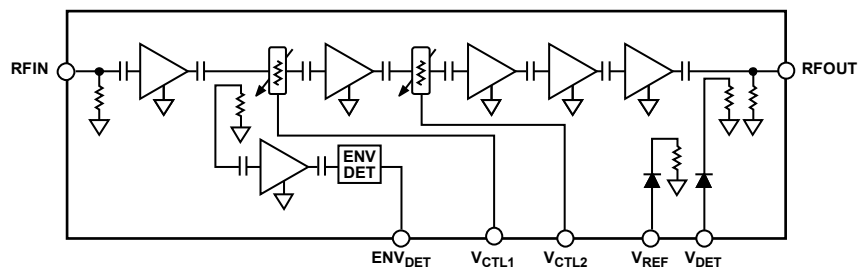 RFIN
RFOUT
ENV
DET
ENVDET
VCTL1
VCTL2
VREF
VDET